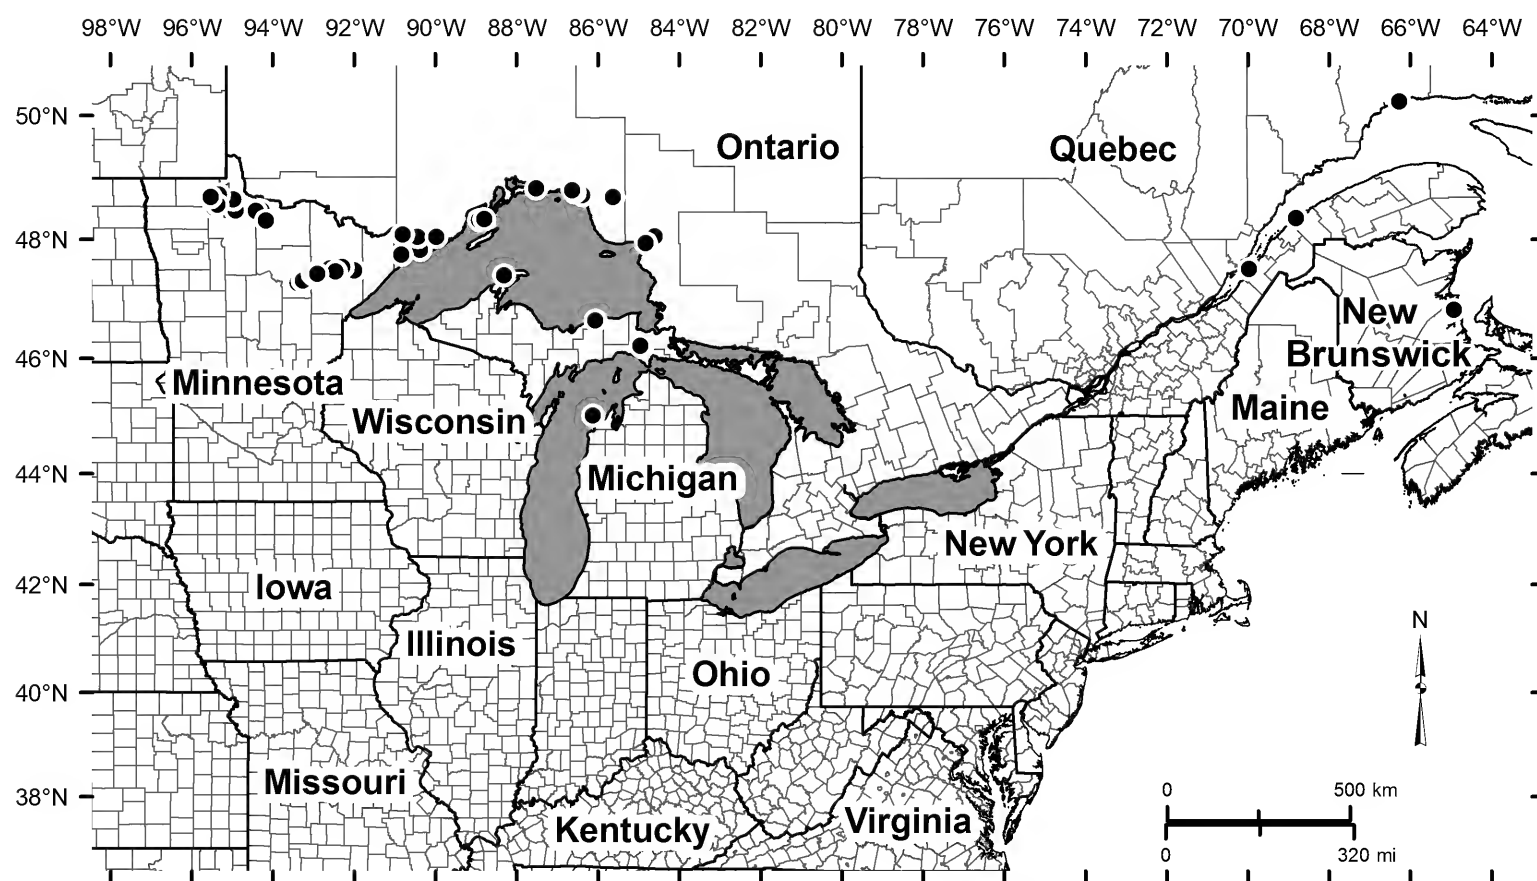 98°W 96°W 94°W 92°W 90°W 88°W 86°W 84°W 82°W 80°W 78°W 76°W 74°W 72°W 70°W 68°W 66°W 64°W
50°N
Ontario
Quebec
48°N
New
Brunswick
46°N
Minnesota
Wisconsin
Maine
44°N
Michigan
New York
42°N
Iowa
N
Illinois
Ohio
40°N
Missouri
0 500 km
38°N
Kentucky
Virginia
0 320 mi